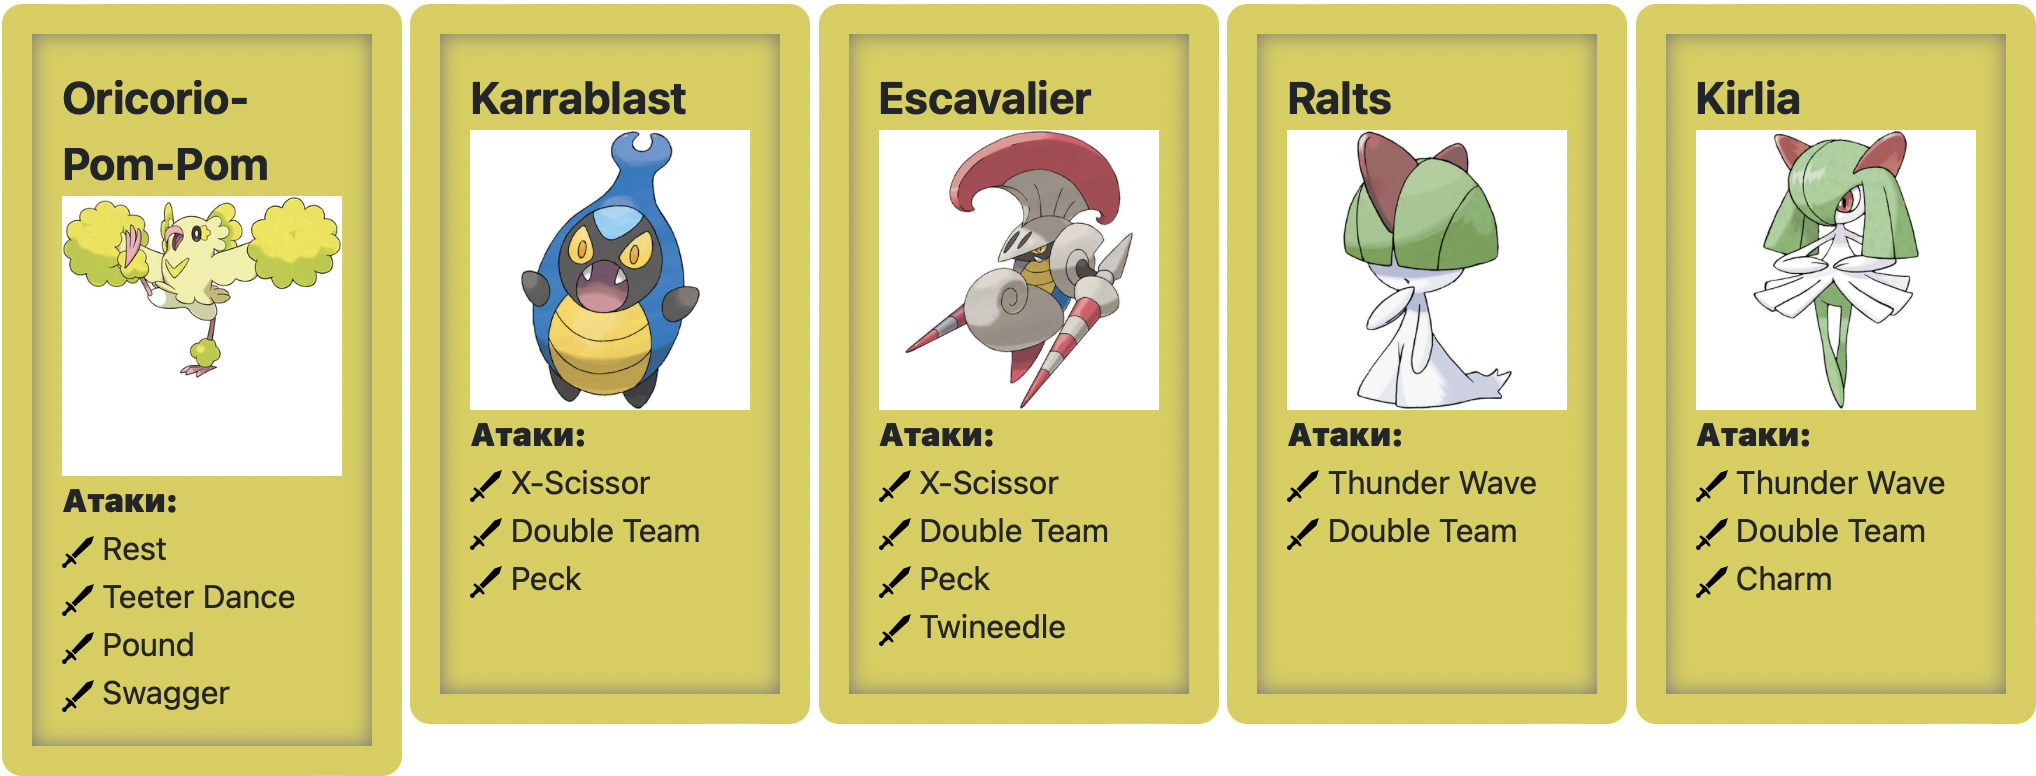 Oricorio-
Pom-Pom
Атаки:
Rest
Teeter Dance
Pound
Swagger
Karrablast
Атаки:
X-Scissor
Double Team
Peck
Escavalier
Атаки:
X-Scissor
Double Team
Peck
Twineedle
Ralts
Атаки:
Thunder Wave
Double Team
Kirlia
Атаки:
Thunder Wave
Double Team
Charm